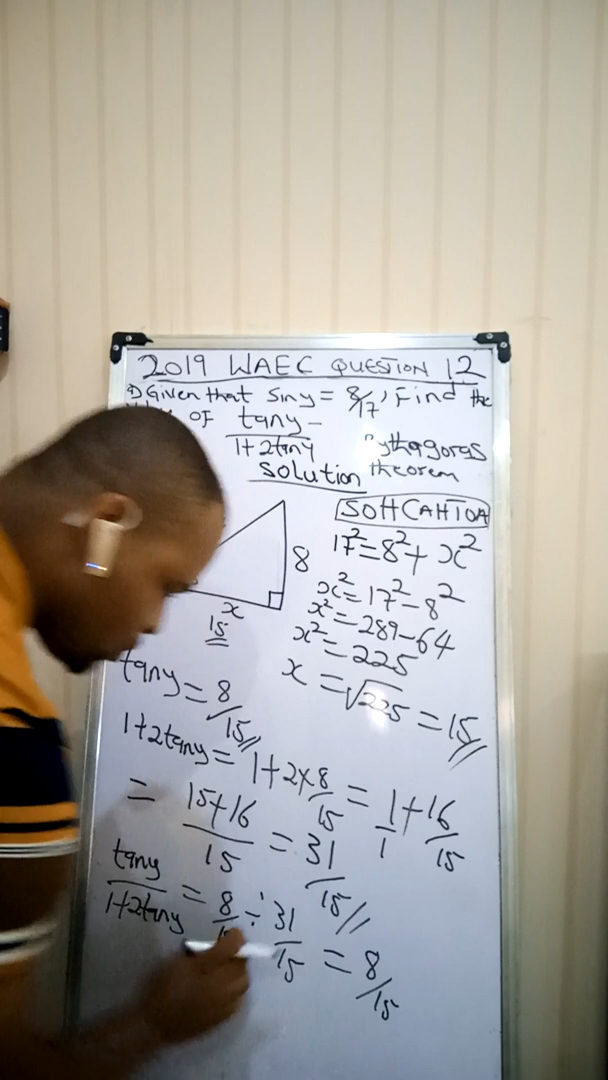 2019 WAEC QUESTION 12
a) Given that siny = 8/17, Find the
of tany
1+2tany
Pythagoras
theorem
solution
SOHCAHTOA
17² = 8² + x²
8
x² = 17² - 8²
x² = 289 - 64
x² = 225
x = √225 = 15
x
15
tany = 8/15
1+2tany = 1+2×8/15 = 1/1 + 16/15
= 15+16/15 = 31/15
tany/1+2tany = 8/ ÷ 31/15 = 8/15